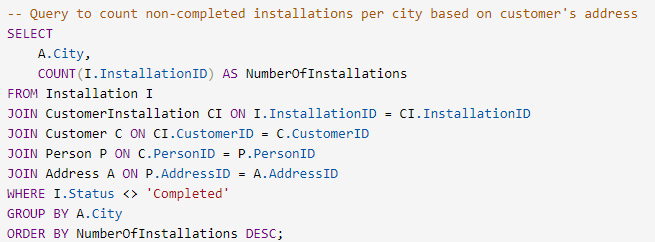 -- Query to count non-completed installations per city based on customer's address
SELECT
    A.City,
    COUNT(I.InstallationID) AS NumberOfInstallations
FROM Installation I
JOIN CustomerInstallation CI ON I.InstallationID = CI.InstallationID
JOIN Customer C ON CI.CustomerID = C.CustomerID
JOIN Person P ON C.PersonID = P.PersonID
JOIN Address A ON P.AddressID = A.AddressID
WHERE I.Status <> 'Completed'
GROUP BY A.City
ORDER BY NumberOfInstallations DESC;